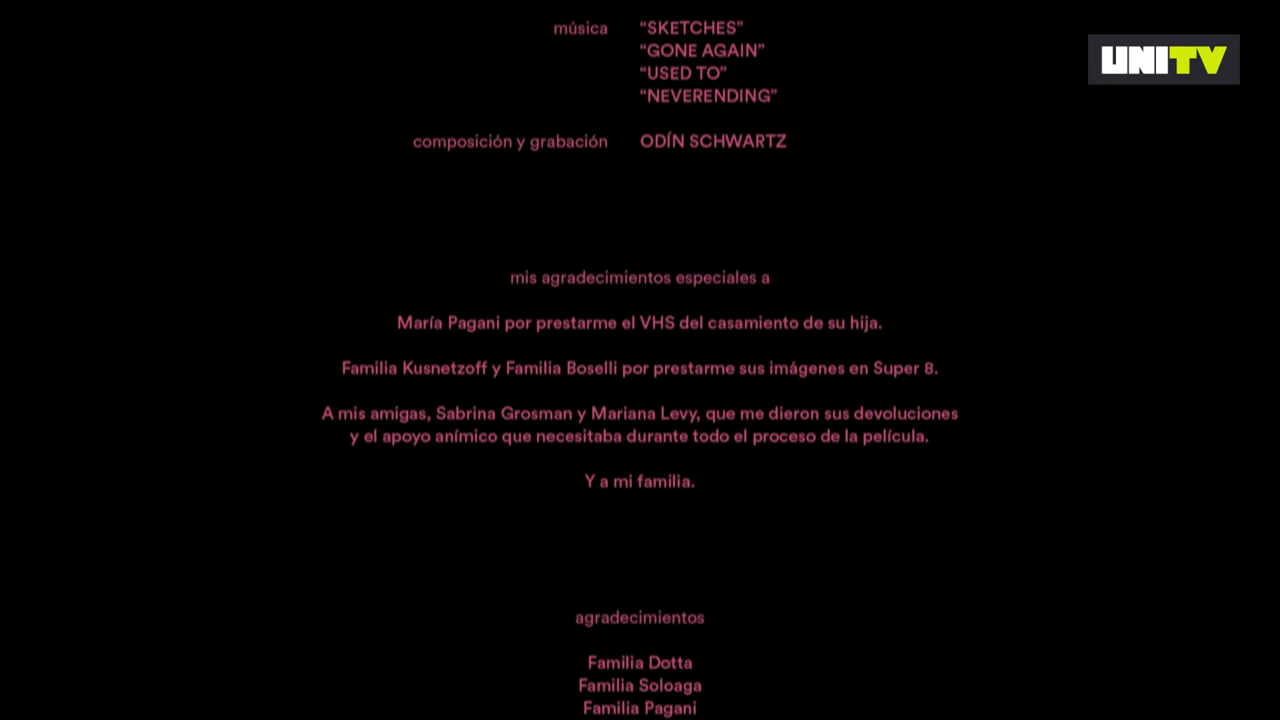 música “SKETCHES”
“GONE AGAIN”
“USED TO”
“NEVERENDING”
composición y grabación ODÍN SCHWARTZ
mis agradecimientos especiales a
María Pagani por prestarme el VHS del casamiento de su hija.
Familia Kusnetzoff y Familia Boselli por prestarme sus imágenes en Super 8.
A mis amigas, Sabrina Grosman y Mariana Levy, que me dieron sus devoluciones
y el apoyo anímico que necesitaba durante todo el proceso de la película.
Y a mi familia.
agradecimientos
Familia Dotta
Familia Soloaga
Familia Pagani
UNITV